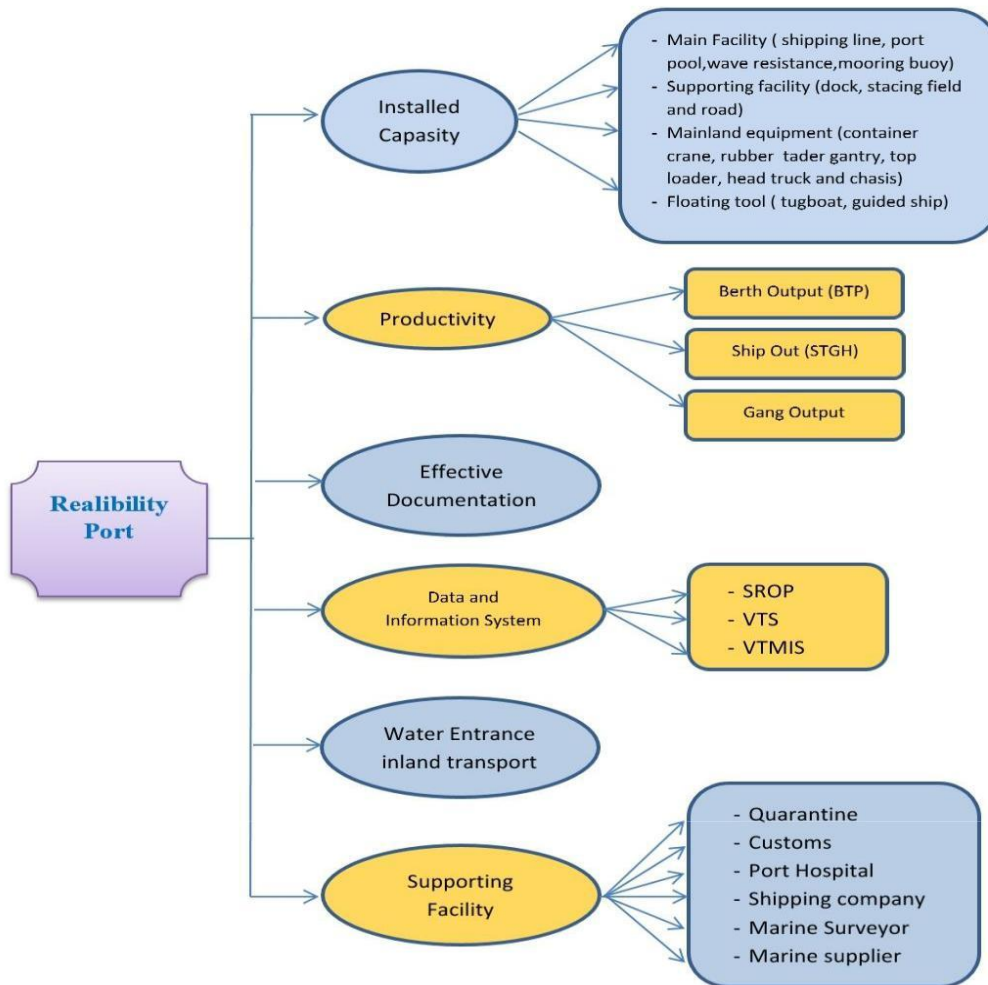 Realibility
Port
Installed
Capasity
- Main Facility ( shipping line, port
pool,wave resistance,mooring buoy)
- Supporting facility (dock, stacing field
and road)
- Mainland equipment (container
crane, rubber tader gantry, top
loader, head truck and chasis)
- Floating tool ( tugboat, guided ship)
Productivity
Berth Output (BTP)
Ship Out (STGH)
Gang Output
Effective
Documentation
Data and
Information System
- SROP
- VTS
- VTMIS
Water Entrance
inland transport
Supporting
Facility
- Quarantine
- Customs
- Port Hospital
- Shipping company
- Marine Surveyor
- Marine supplier